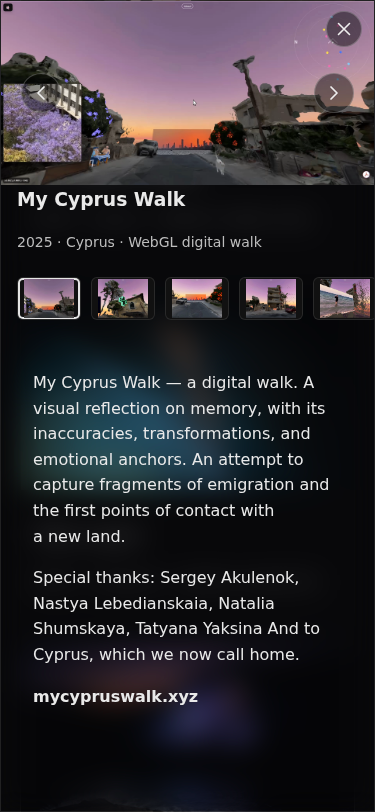 My Cyprus Walk
2025 · Cyprus · WebGL digital walk
My Cyprus Walk — a digital walk. A
visual reflection on memory, with its
inaccuracies, transformations, and
emotional anchors. An attempt to
capture fragments of emigration and
the first points of contact with
a new land.
Special thanks: Sergey Akulenok,
Nastya Lebedianskaia, Natalia
Shumskaya, Tatyana Yaksina And to
Cyprus, which we now call home.
mycypruswalk.xyz